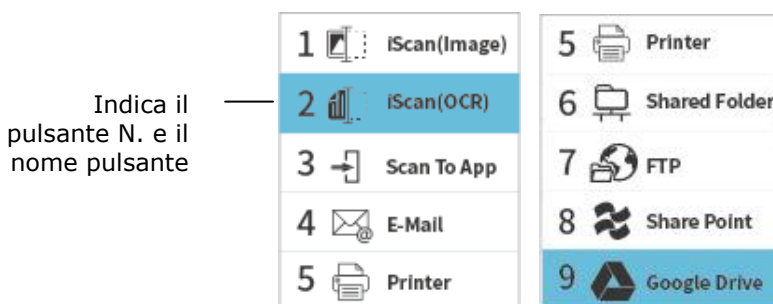 Indica il
pulsante N. e il
nome pulsante
1 iScan(Image)
2 iScan(OCR)
3 Scan To App
4 E-Mail
5 Printer
5 Printer
6 Shared Folder
7 FTP
8 Share Point
9 Google Drive